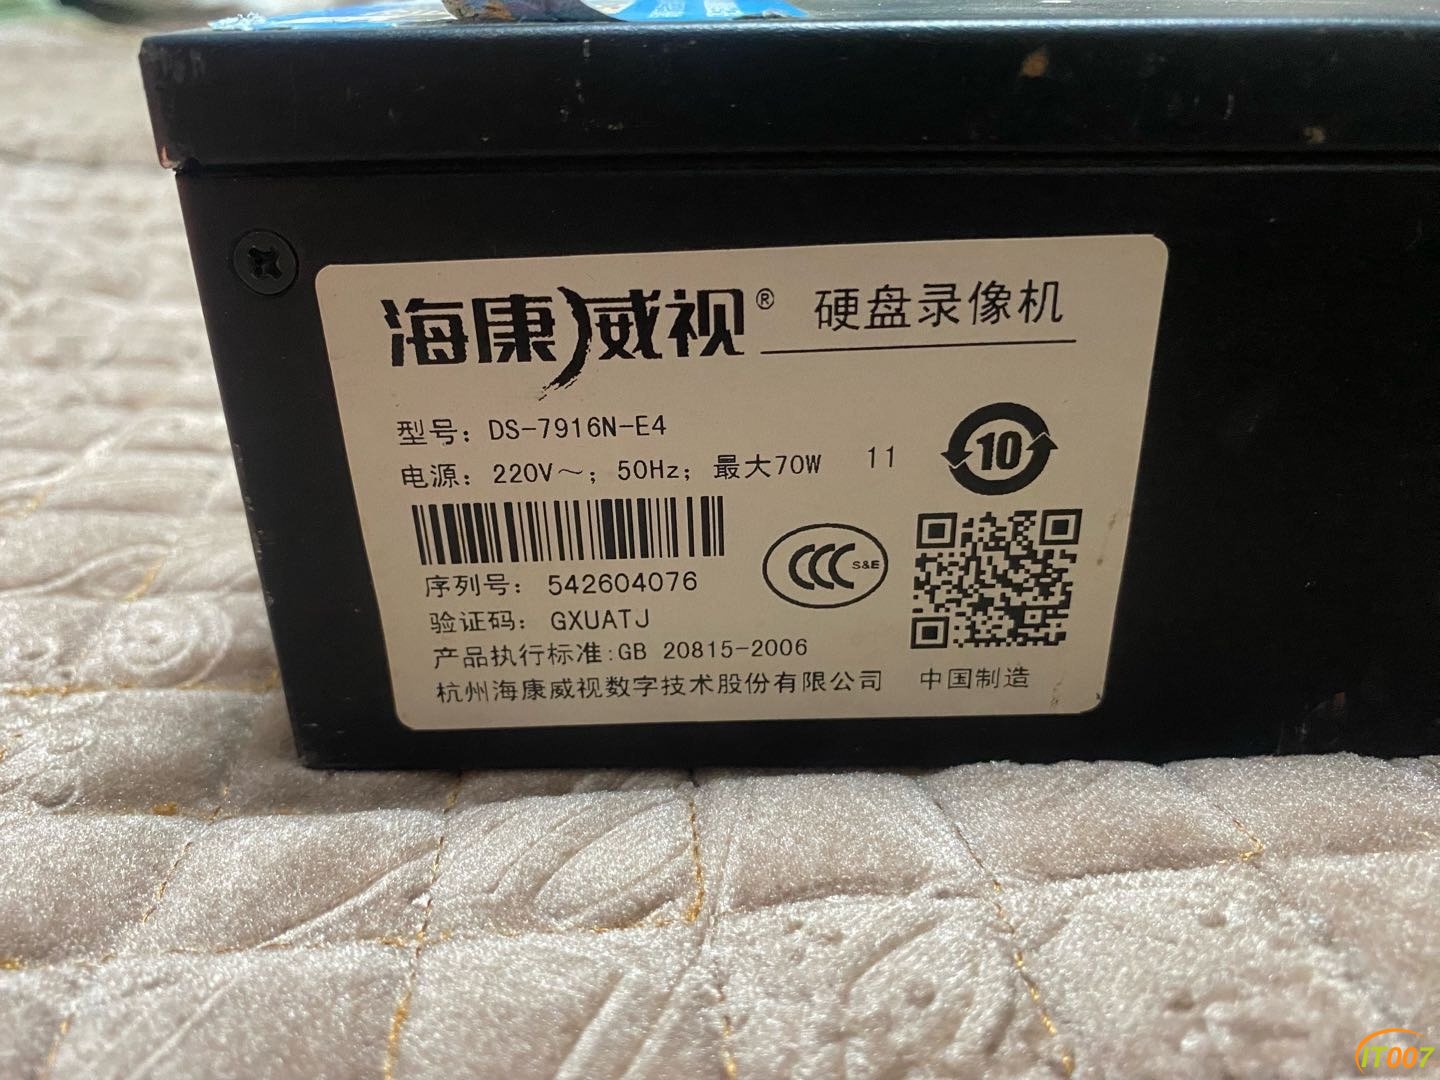 海康威视® 硬盘录像机
型号: DS-7916N-E4
电源: 220V～; 50Hz; 最大70W 11
10
序列号: 542604076
CCC S&E
验证码: GXUATJ
产品执行标准:GB 20815-2006
杭州海康威视数字技术股份有限公司 中国制造
IT007